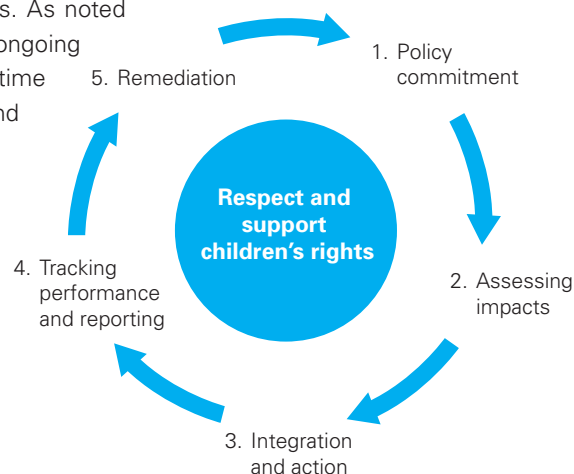 s. As noted
ongoing
time
nd
1. Policy
commitment
5. Remediation
Respect and
support
children's rights
2. Assessing
impacts
4. Tracking
performance
and reporting
3. Integration
and action